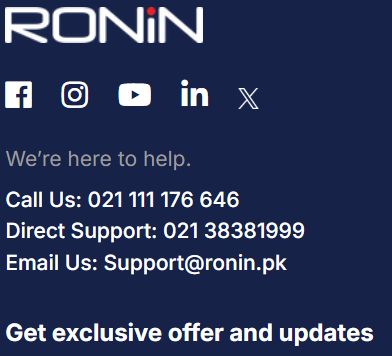 RONiN
We're here to help.
Call Us: 021 111 176 646
Direct Support: 021 38381999
Email Us: Support@ronin.pk
Get exclusive offer and updates